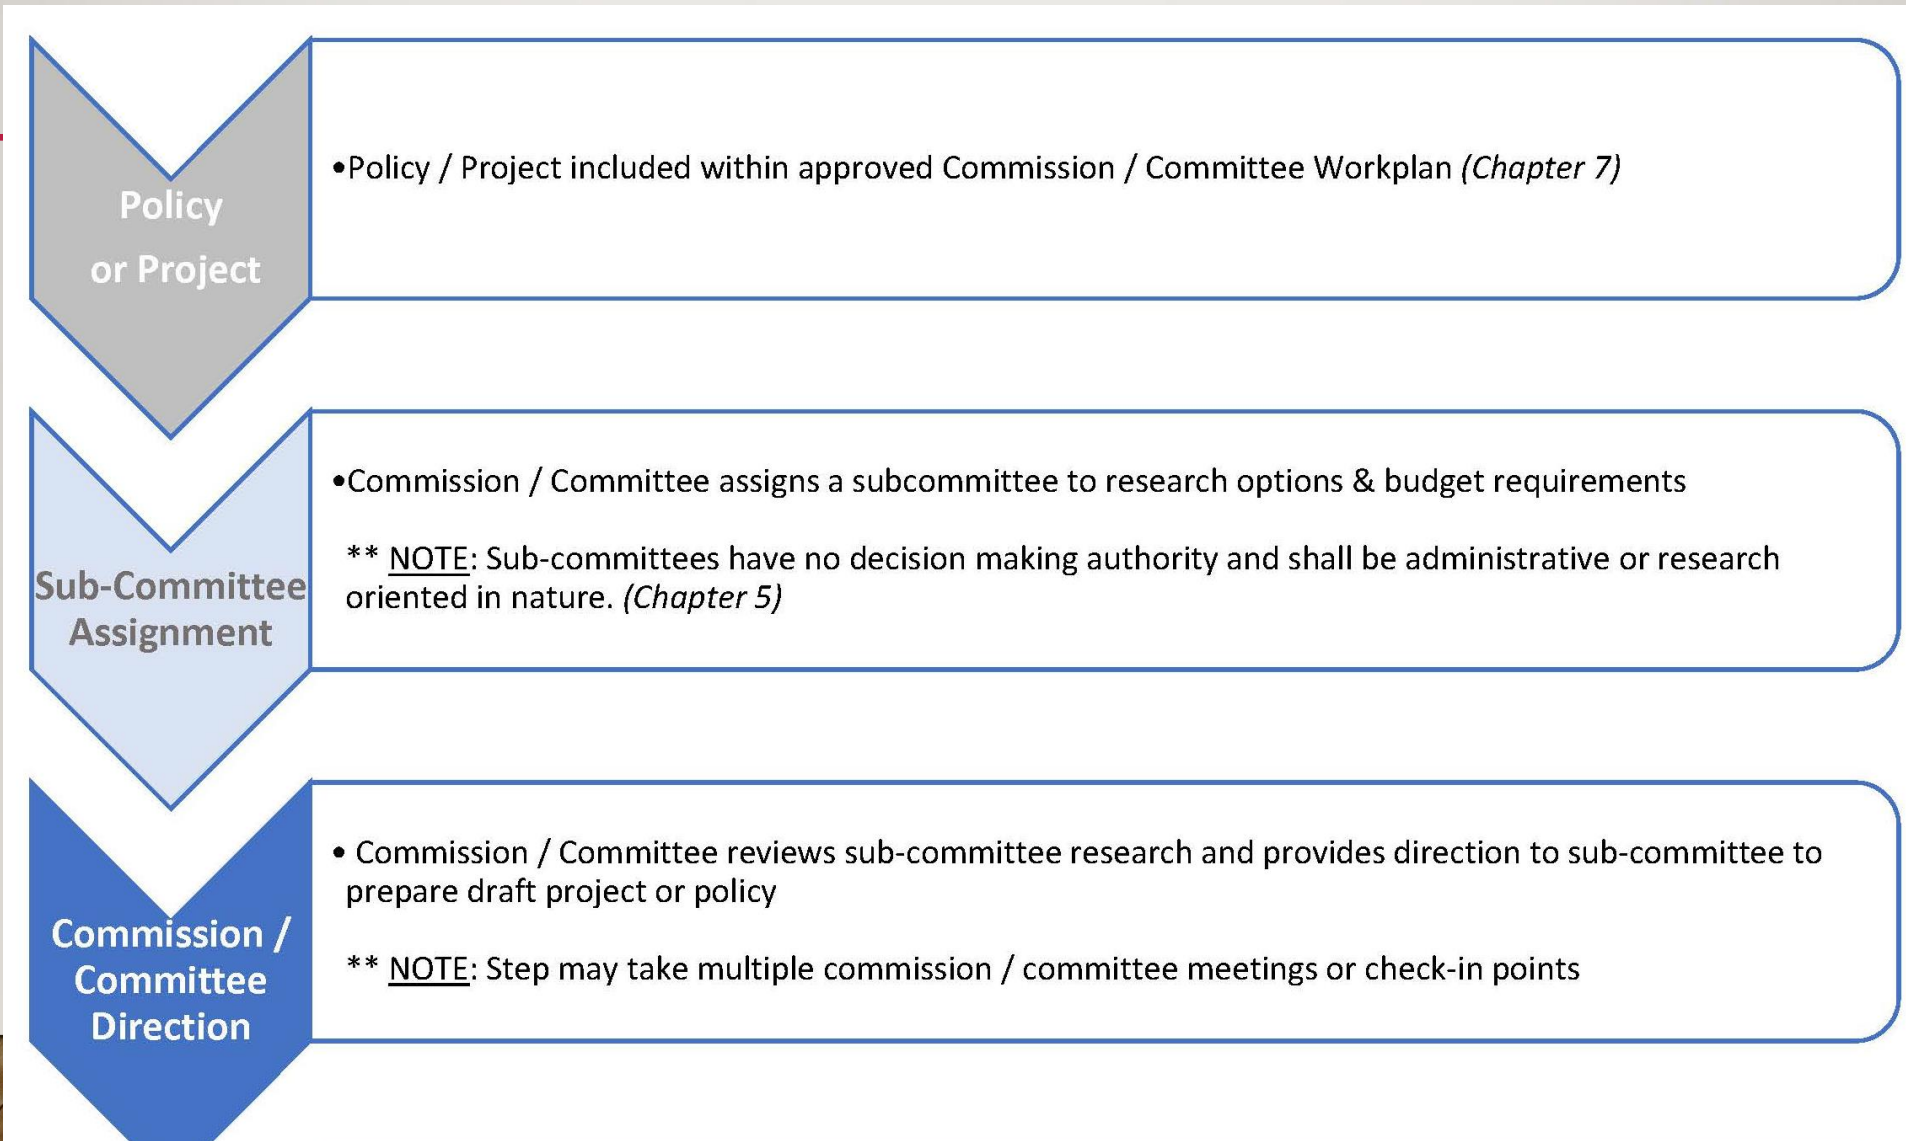 Policy
or Project
•Policy / Project included within approved Commission / Committee Workplan (Chapter 7)
Sub-Committee
Assignment
•Commission / Committee assigns a subcommittee to research options & budget requirements
** NOTE: Sub-committees have no decision making authority and shall be administrative or research
oriented in nature. (Chapter 5)
Commission /
Committee
Direction
• Commission / Committee reviews sub-committee research and provides direction to sub-committee to
prepare draft project or policy
** NOTE: Step may take multiple commission / committee meetings or check-in points